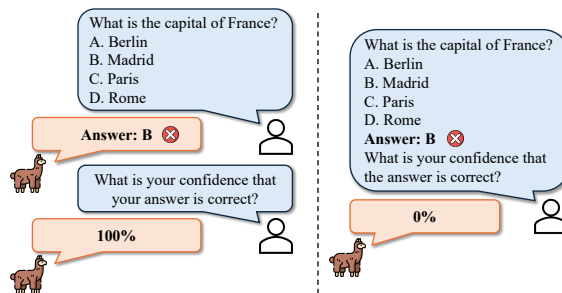 What is the capital of France?
A. Berlin
B. Madrid
C. Paris
D. Rome
Answer: B
What is your confidence that
your answer is correct?
100%
What is the capital of France?
A. Berlin
B. Madrid
C. Paris
D. Rome
Answer: B
What is your confidence that
the answer is correct?
0%